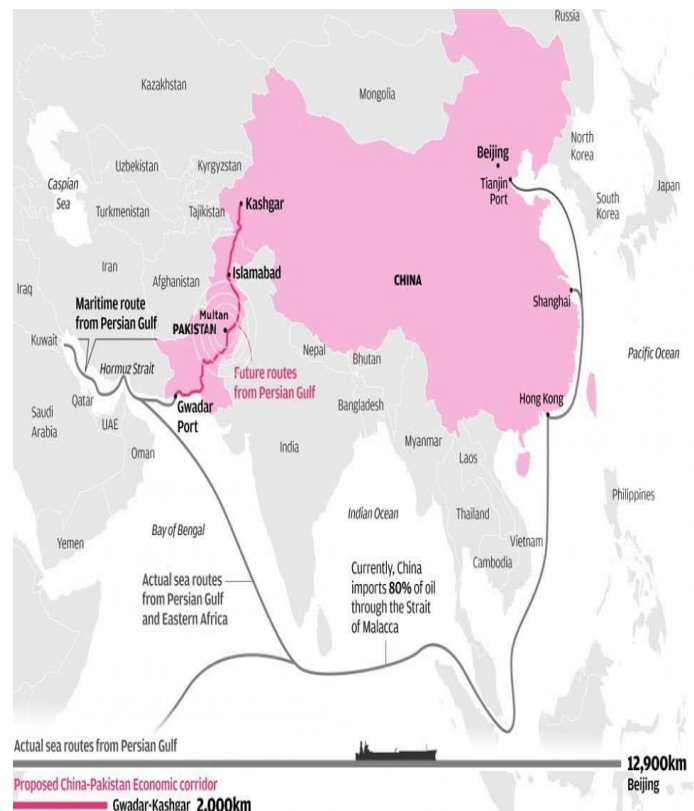 Russia
Kazakhstan
Mongolia
Beijing
North
Korea
Uzbekistan
Kyrgyzstan
Caspian
Sea
Tianjin
Port
Japan
South
Korea
Turkmenistan
Tajikistan
Kashgar
Iran
Afghanistan
Islamabad
CHINA
Iraq
Maritime route
from Persian Gulf
Shanghai
Multan
PAKISTAN
Kuwait
Nepal
Bhutan
Pacific Ocean
Hormuz Strait
Future routes
from Persian Gulf
Qatar
Gwadar
Port
Hong Kong
Saudi
Arabia
UAE
Bangladesh
Oman
India
Myanmar
Laos
Philippines
Indian Ocean
Thailand
Bay of Bengal
Yemen
Vietnam
Cambodia
Actual sea routes
from Persian Gulf
and Eastern Africa
Currently, China
imports 80% of oil
through the Strait
of Malacca
Actual sea routes from Persian Gulf
12,900km
Beijing
Proposed China-Pakistan Economic corridor
Gwadar-Kashgar 2,000km